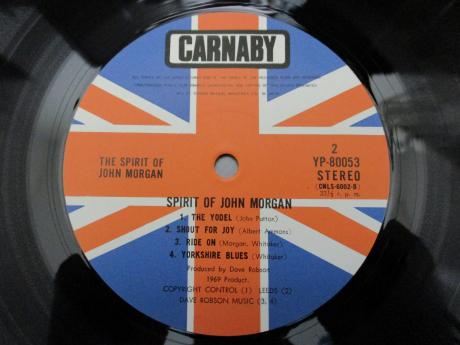 CARNABY
THE SPIRIT OF
JOHN MORGAN
2
YP-80053
STEREO
(CNLS-6002-B)
33⅓ r. p. m.
SPIRIT OF JOHN MORGAN
1. THE YODEL (John Patton)
2. SHOUT FOR JOY (Albert Ammons)
3. RIDE ON (Morgan, Whitaker)
4. YORKSHIRE BLUES (Whitaker)
Produced by Dave Robson
1969 Product.
COPYRIGHT CONTROL (1) LEEDS (2)
DAVE ROBSON MUSIC (3, 4)